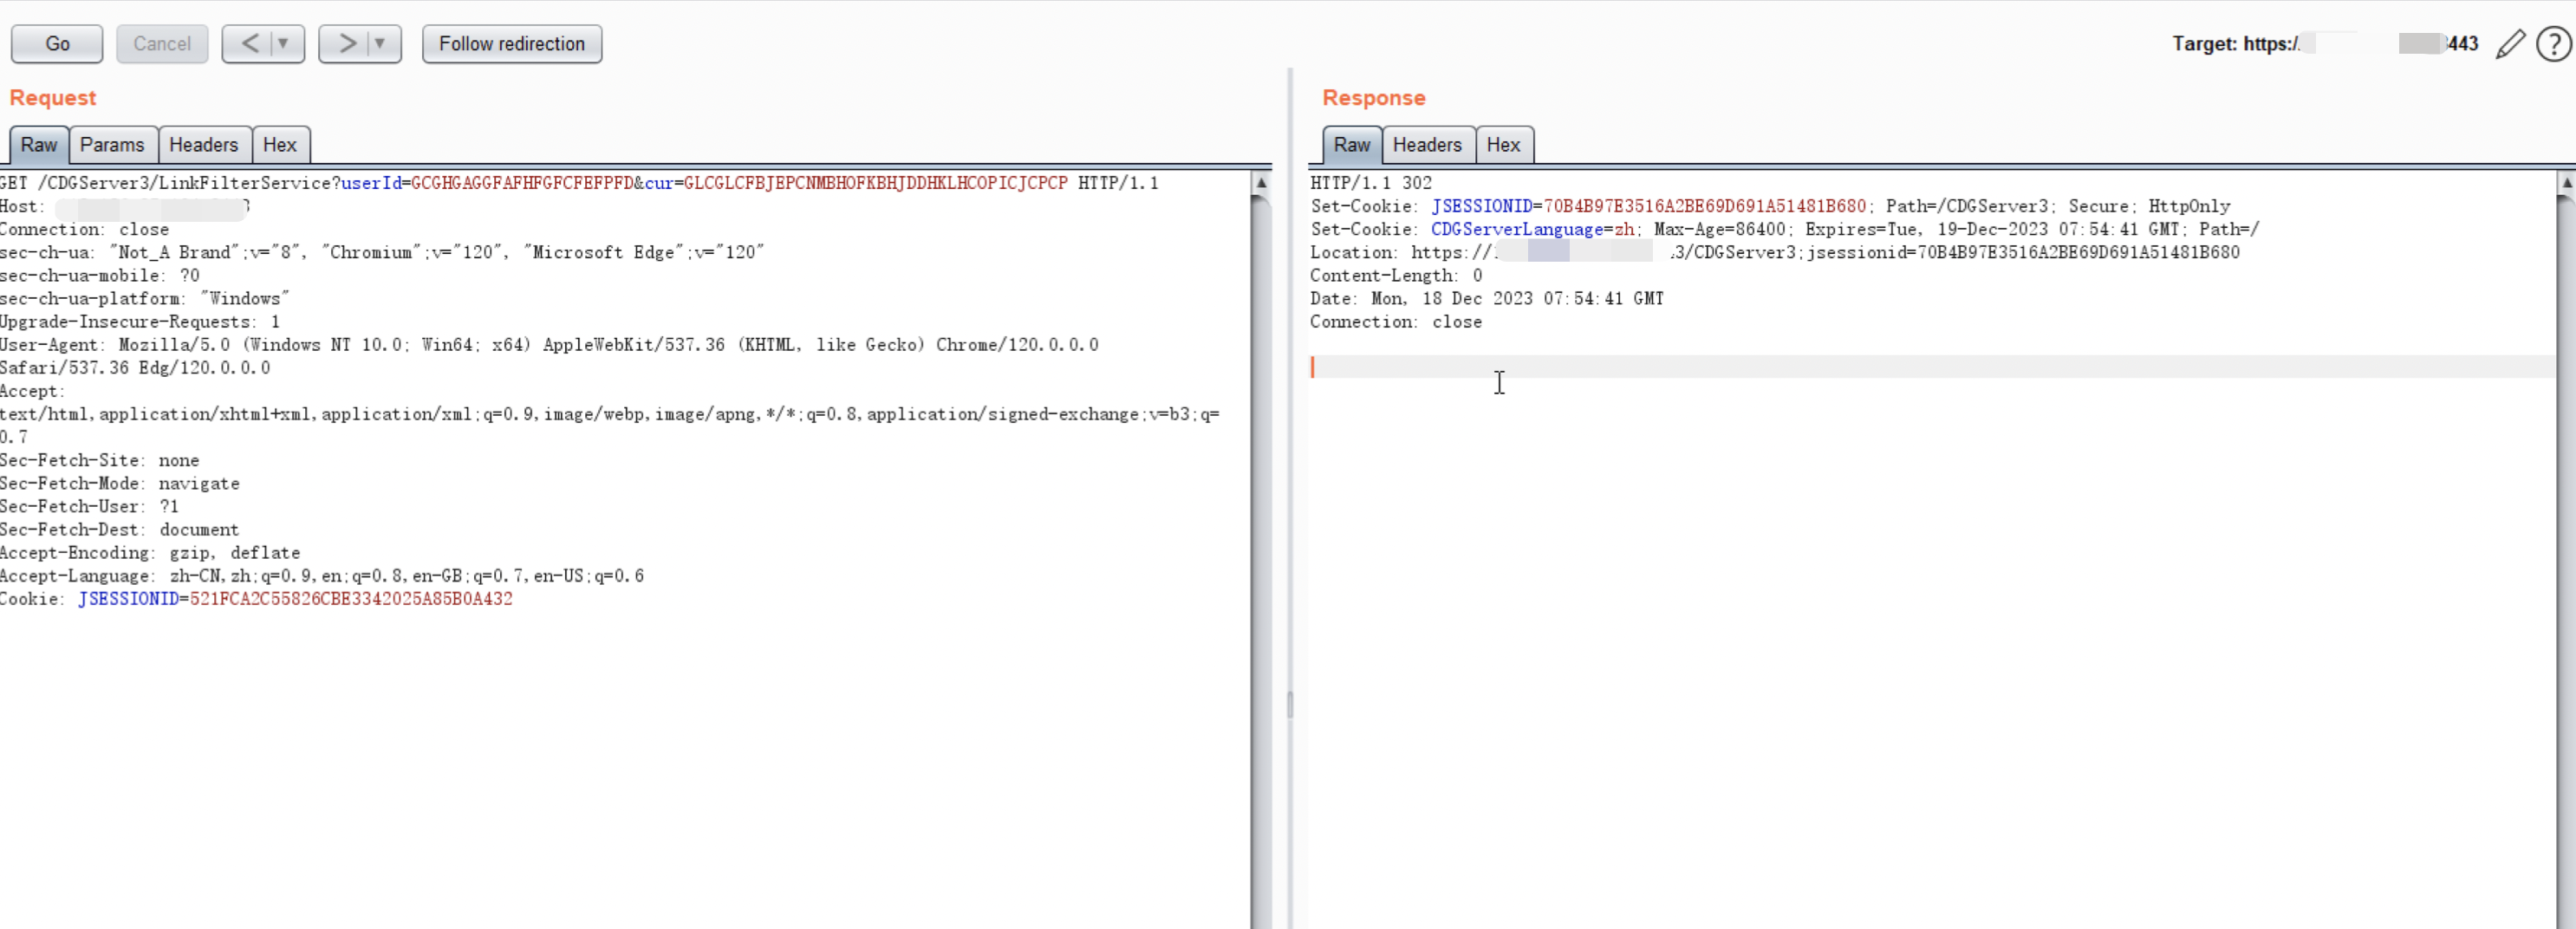 Go
Cancel
<
>
Follow redirection
Target: https:/ 443
?
Request
Raw
Params
Headers
Hex
GET /CDGServer3/LinkFilterService?userId=GCGHGAGGFAFHFGFCFEFPFD&cur=GLCGLCFBJEPCNMBHOFKBHJDDHKLHCOPICJCPCP HTTP/1.1
Host:
Connection: close
sec-ch-ua: "Not_A Brand";v="8", "Chromium";v="120", "Microsoft Edge";v="120"
sec-ch-ua-mobile: ?0
sec-ch-ua-platform: "Windows"
Upgrade-Insecure-Requests: 1
User-Agent: Mozilla/5.0 (Windows NT 10.0; Win64; x64) AppleWebKit/537.36 (KHTML, like Gecko) Chrome/120.0.0.0
Safari/537.36 Edg/120.0.0.0
Accept:
text/html,application/xhtml+xml,application/xml;q=0.9,image/webp,image/apng,*/*;q=0.8,application/signed-exchange;v=b3;q=
0.7
Sec-Fetch-Site: none
Sec-Fetch-Mode: navigate
Sec-Fetch-User: ?1
Sec-Fetch-Dest: document
Accept-Encoding: gzip, deflate
Accept-Language: zh-CN,zh;q=0.9,en;q=0.8,en-GB;q=0.7,en-US;q=0.6
Cookie: JSESSIONID=521FCA2C55826CBE3342025A85B0A432
Response
Raw
Headers
Hex
HTTP/1.1 302
Set-Cookie: JSESSIONID=70B4B97E3516A2BE69D691A51481B680; Path=/CDGServer3; Secure; HttpOnly
Set-Cookie: CDGServerLanguage=zh; Max-Age=86400; Expires=Tue, 19-Dec-2023 07:54:41 GMT; Path=/
Location: https:// 3/CDGServer3;jsessionid=70B4B97E3516A2BE69D691A51481B680
Content-Length: 0
Date: Mon, 18 Dec 2023 07:54:41 GMT
Connection: close